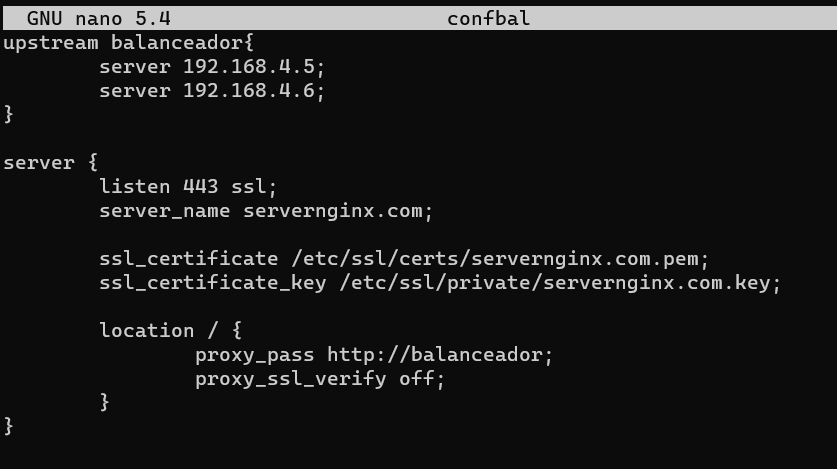 GNU nano 5.4 confbal
upstream balanceador{
server 192.168.4.5;
server 192.168.4.6;
}
server {
listen 443 ssl;
server_name servernginx.com;
ssl_certificate /etc/ssl/certs/servernginx.com.pem;
ssl_certificate_key /etc/ssl/private/servernginx.com.key;
location / {
proxy_pass http://balanceador;
proxy_ssl_verify off;
}
}